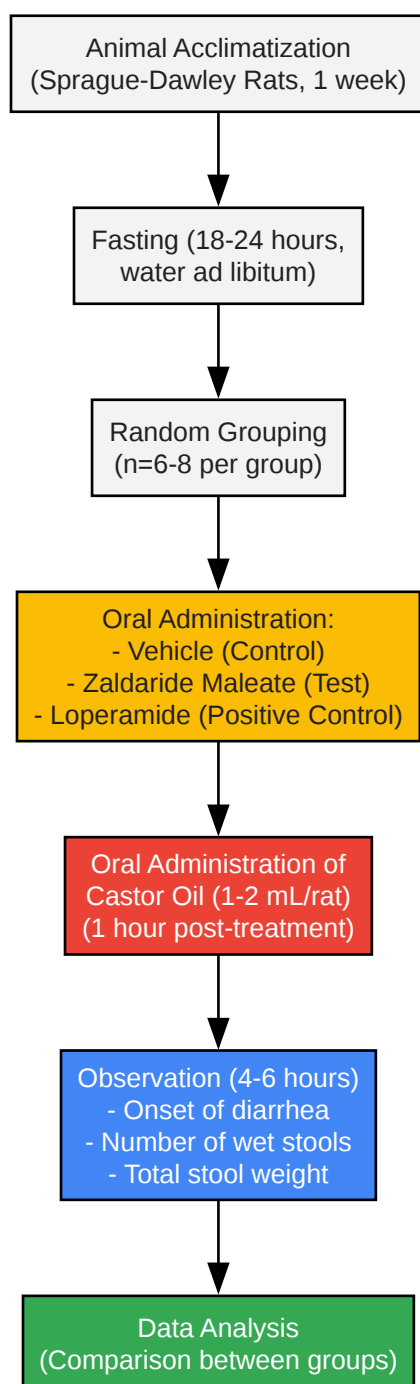 Animal Acclimatization
(Sprague-Dawley Rats, 1 week)
Fasting (18-24 hours,
water ad libitum)
Random Grouping
(n=6-8 per group)
Oral Administration:
- Vehicle (Control)
- Zaldaride Maleate (Test)
- Loperamide (Positive Control)
Oral Administration of
Castor Oil (1-2 mL/rat)
(1 hour post-treatment)
Observation (4-6 hours)
- Onset of diarrhea
- Number of wet stools
- Total stool weight
Data Analysis
(Comparison between groups)